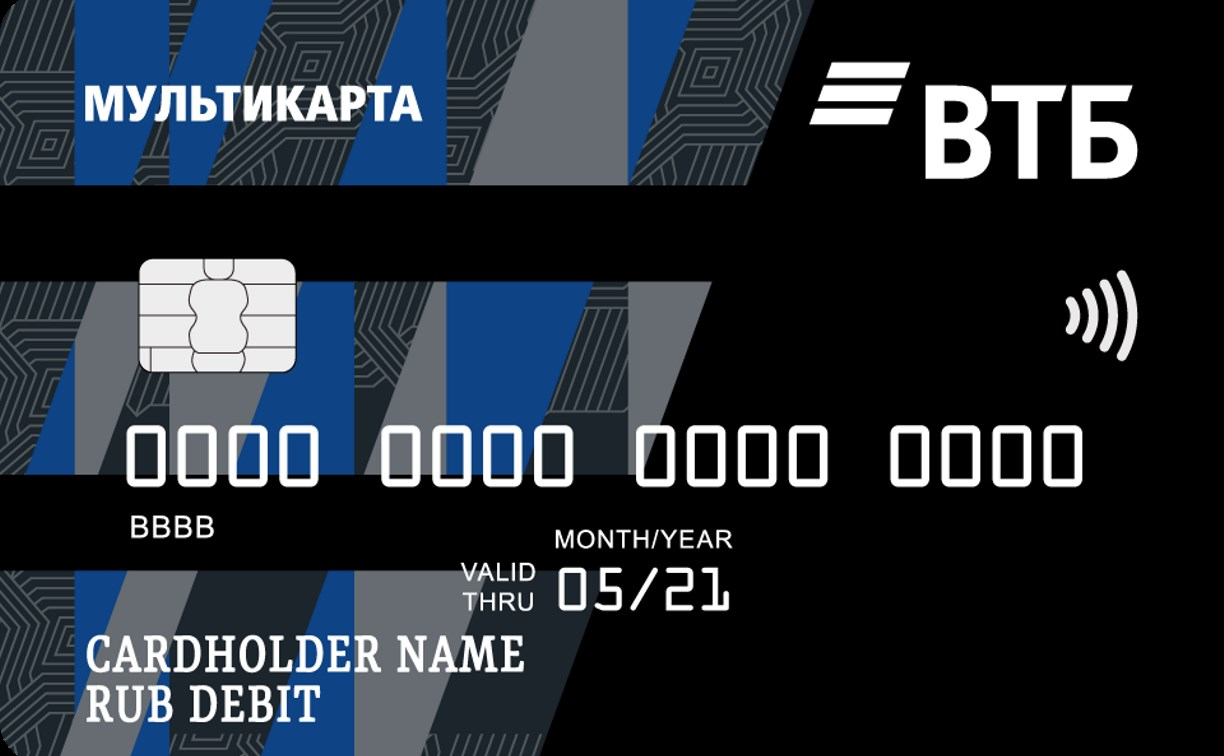 МУЛЬТИКАРТА
ВТБ
0000 0000 0000 0000
BBBB
MONTH/YEAR
VALID THRU 05/21
CARDHOLDER NAME
RUB DEBIT